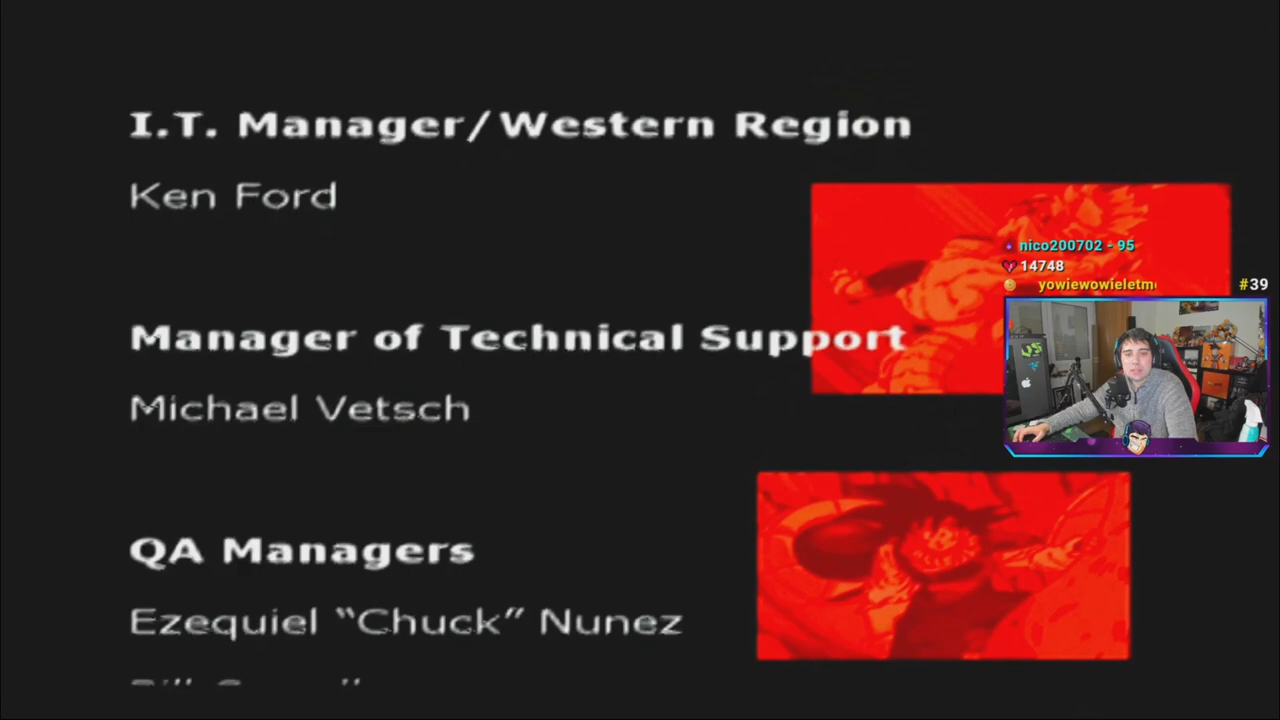 I.T. Manager/Western Region
Ken Ford
nico200702 - 95
14748
yowiewowieletm
#39
Manager of Technical Support
Michael Vetsch
QA Managers
Ezequiel “Chuck” Nunez